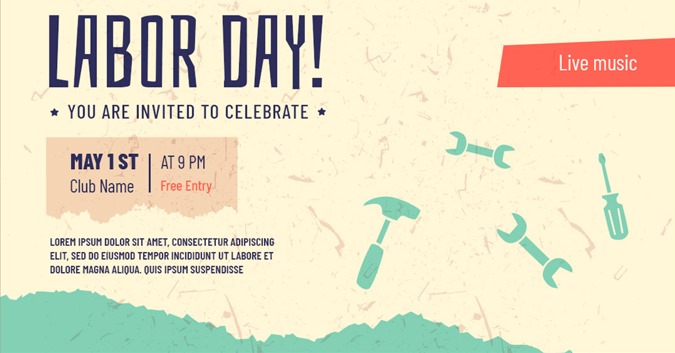 LABOR DAY!
Live music
★ YOU ARE INVITED TO CELEBRATE ★
MAY 1 ST
AT 9 PM
Club Name
Free Entry
LOREM IPSUM DOLOR SIT AMET, CONSECTETUR ADIPISCING
ELIT, SED DO EIUSMOD TEMPOR INCIDIDUNT UT LABORE ET
DOLORE MAGNA ALIQUA. QUIS IPSUM SUSPENDISSE